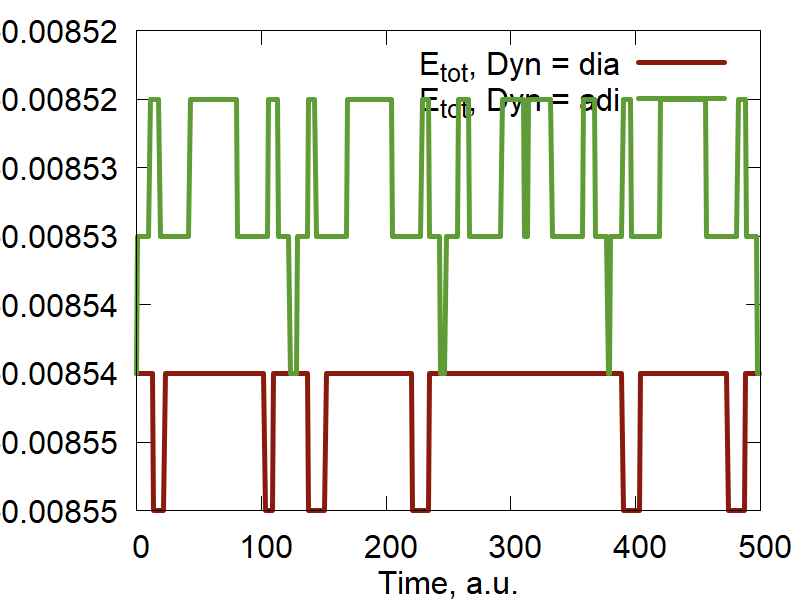 0.00852
E_tot, Dyn = dia
0.00852
E_tot, Dyn = adi
0.00853
0.00853
0.00854
0.00854
0.00855
0.00855
0 100 200 300 400 500
Time, a.u.